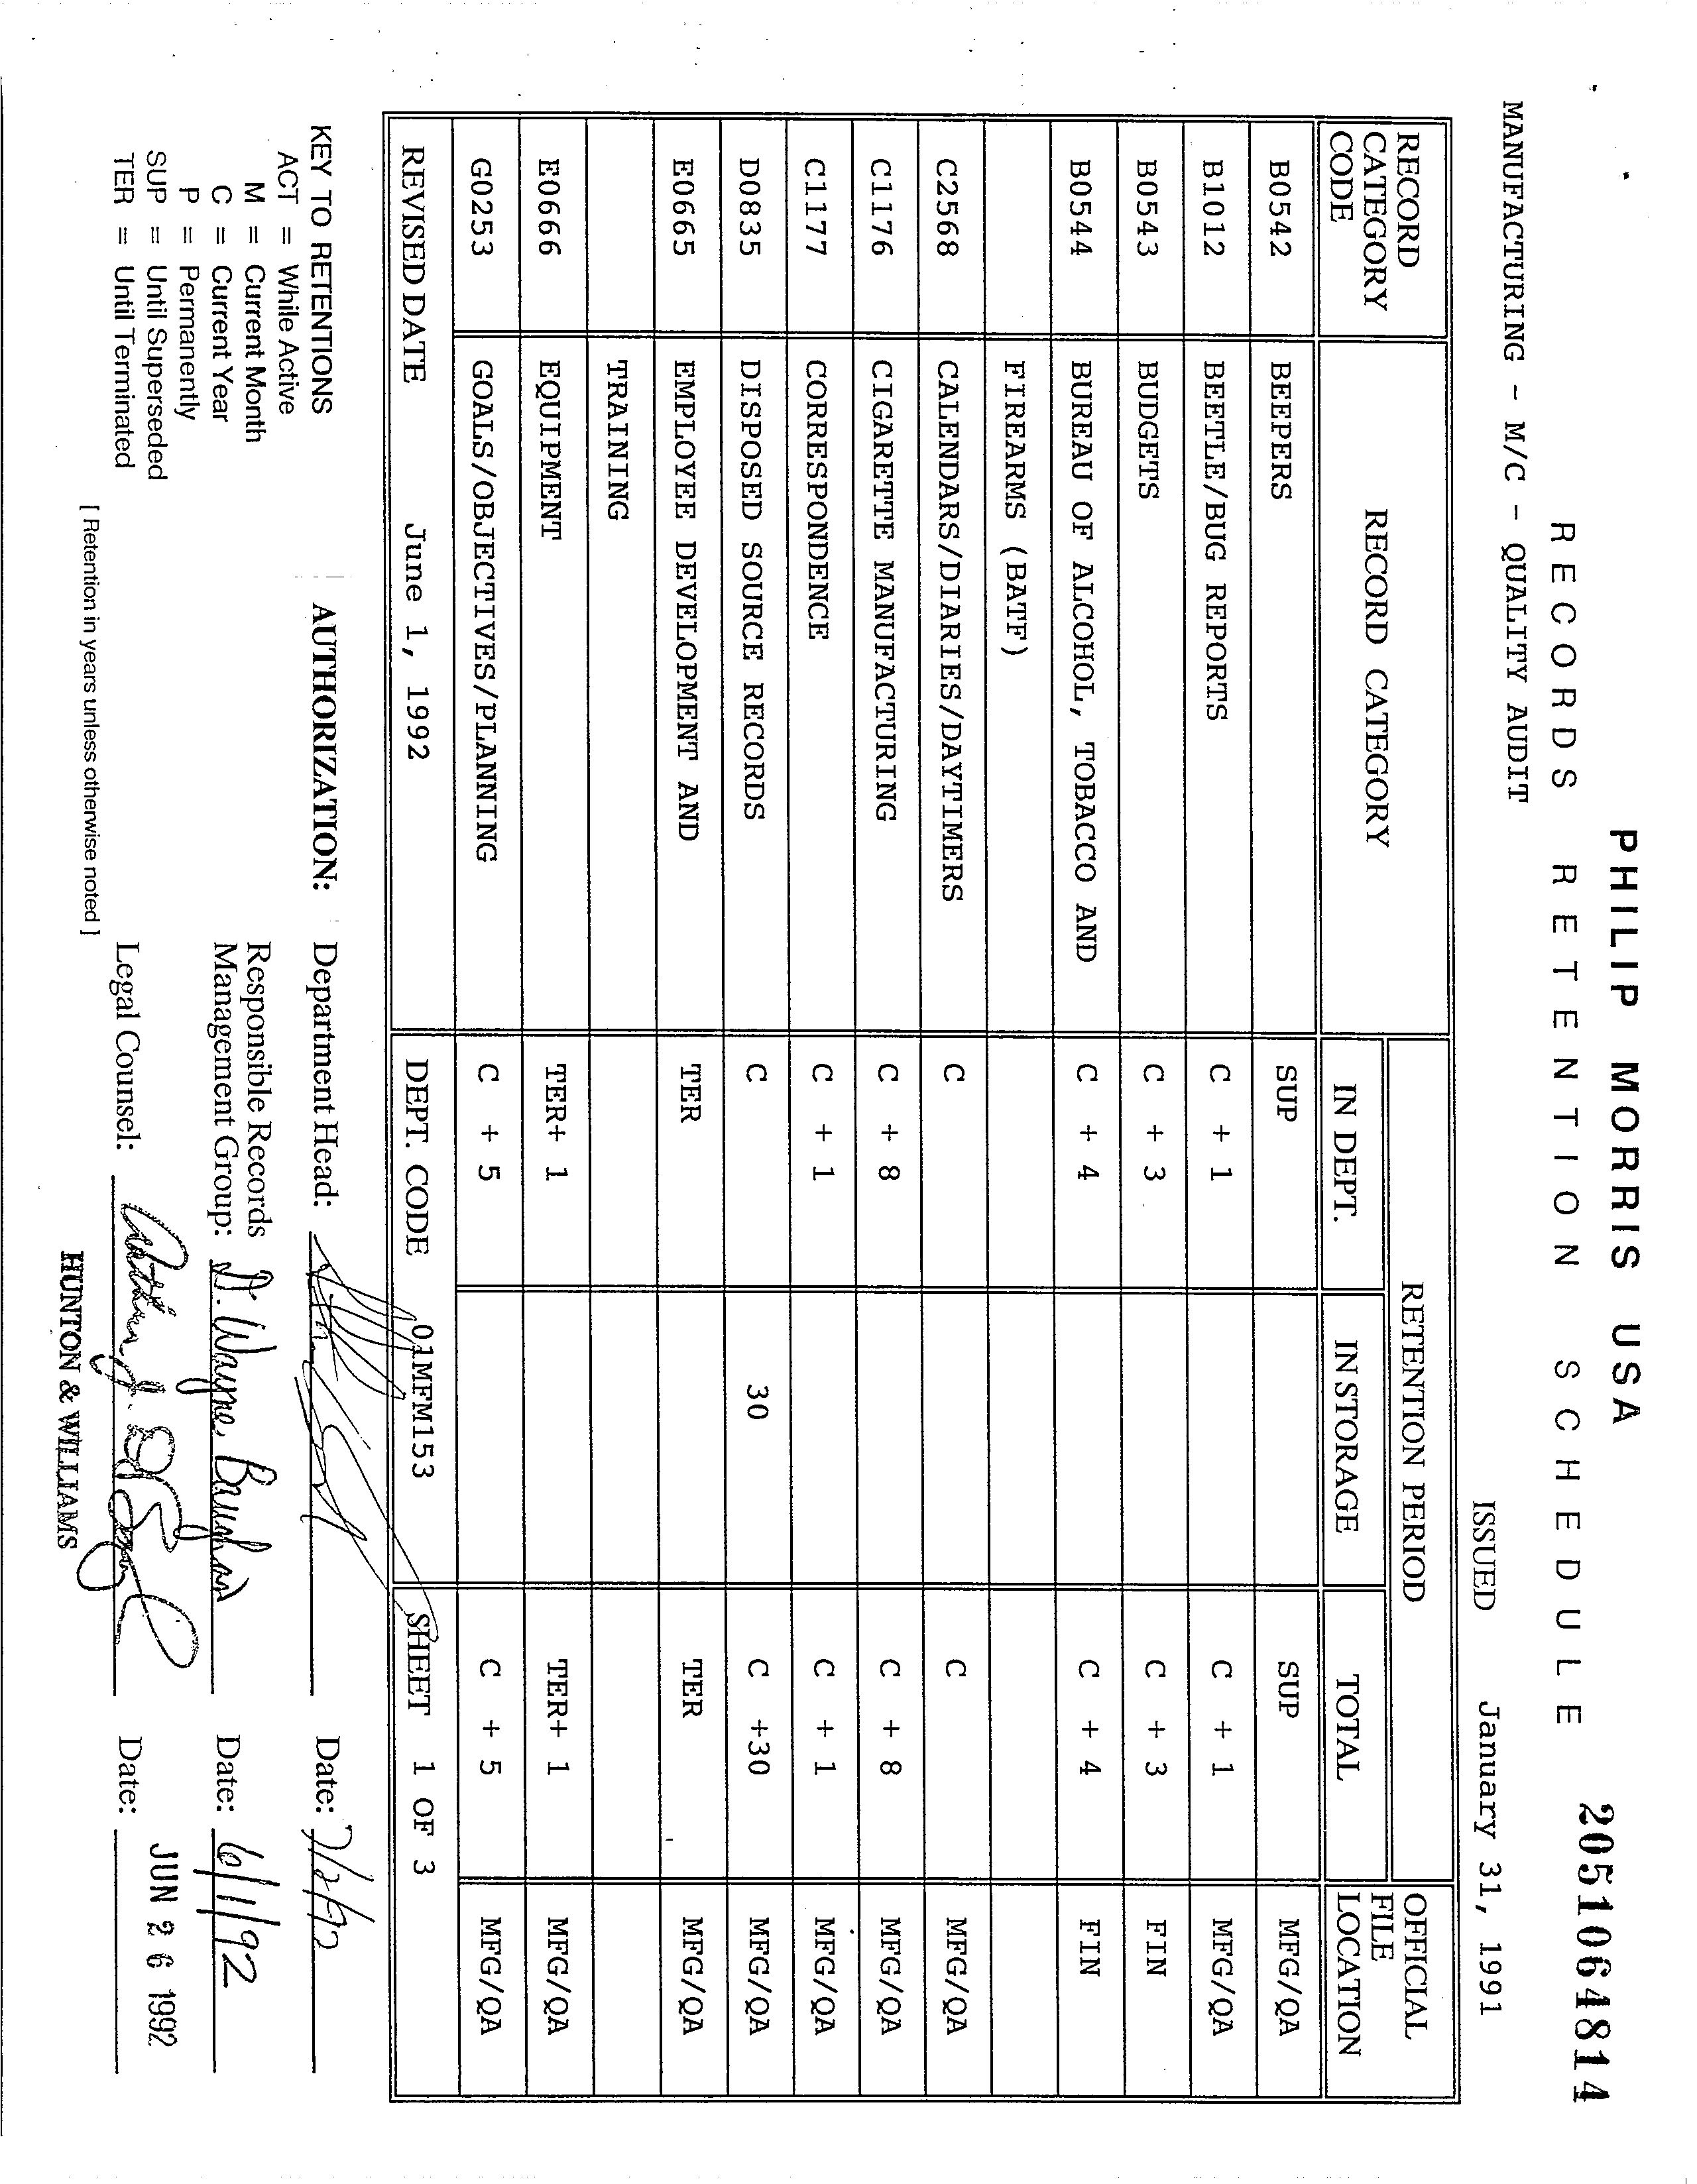 PHILIP MORRIS USA
RECORDS RETENTION SCHEDULE
2051064814
MANUFACTURING - M/C - QUALITY AUDIT
ISSUED January 31, 1991
RECORD CATEGORY CODE
RECORD CATEGORY
RETENTION PERIOD
OFFICIAL FILE LOCATION
IN DEPT. IN STORAGE TOTAL
B0542 BEEPERS SUP SUP MFG/QA
B1012 BEETLE/BUG REPORTS C + 1 C + 1 MFG/QA
B0543 BUDGETS C + 3 C + 3 FIN
B0544 BUREAU OF ALCOHOL, TOBACCO AND C + 4 C + 4 FIN
FIREARMS (BATF)
C2568 CALENDARS/DIARIES/DAYTIMERS C C MFG/QA
C1176 CIGARETTE MANUFACTURING C + 8 C + 8 MFG/QA
C1177 CORRESPONDENCE C + 1 C + 1 MFG/QA
D0835 DISPOSED SOURCE RECORDS C 30 C +30 MFG/QA
E0665 EMPLOYEE DEVELOPMENT AND TER TER MFG/QA
TRAINING
E0666 EQUIPMENT TER+ 1 TER+ 1 MFG/QA
G0253 GOALS/OBJECTIVES/PLANNING C + 5 C + 5 MFG/QA
REVISED DATE June 1, 1992 DEPT. CODE 01MFM153 SHEET 1 OF 3
KEY TO RETENTIONS
ACT = While Active
M = Current Month
C = Current Year
P = Permanently
SUP = Until Superseded
TER = Until Terminated
[ Retention in years unless otherwise noted ]
AUTHORIZATION: Department Head: Date: 7/2/92
Responsible Records
Management Group: D. Wayne Baughan Date: 6/1/92
Legal Counsel: Date: JUN 26 1992
HUNTON & WILLIAMS